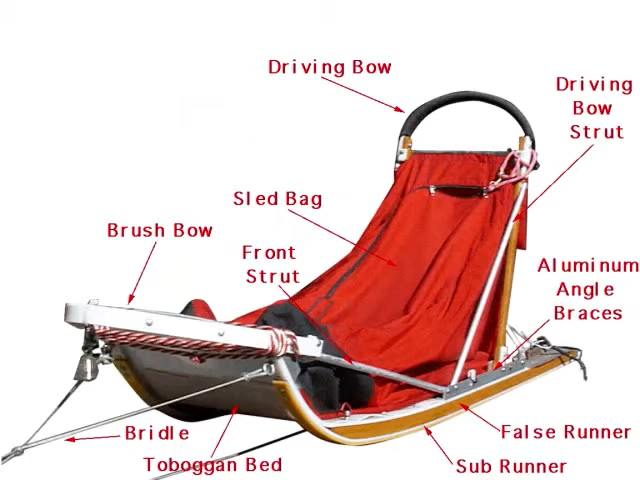 Driving Bow
Driving
Bow
Strut
Sled Bag
Brush Bow
Front
Strut
Aluminum
Angle
Braces
Bridle
False Runner
Toboggan Bed
Sub Runner